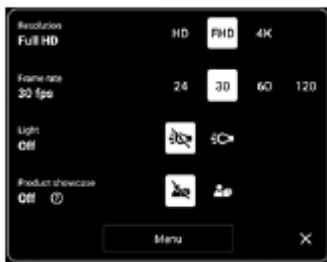 Resolution
Full HD
HD FHD 4K
Frame rate
30 fps
24 30 60 120
Light
Off
Product showcase
Off
Menu